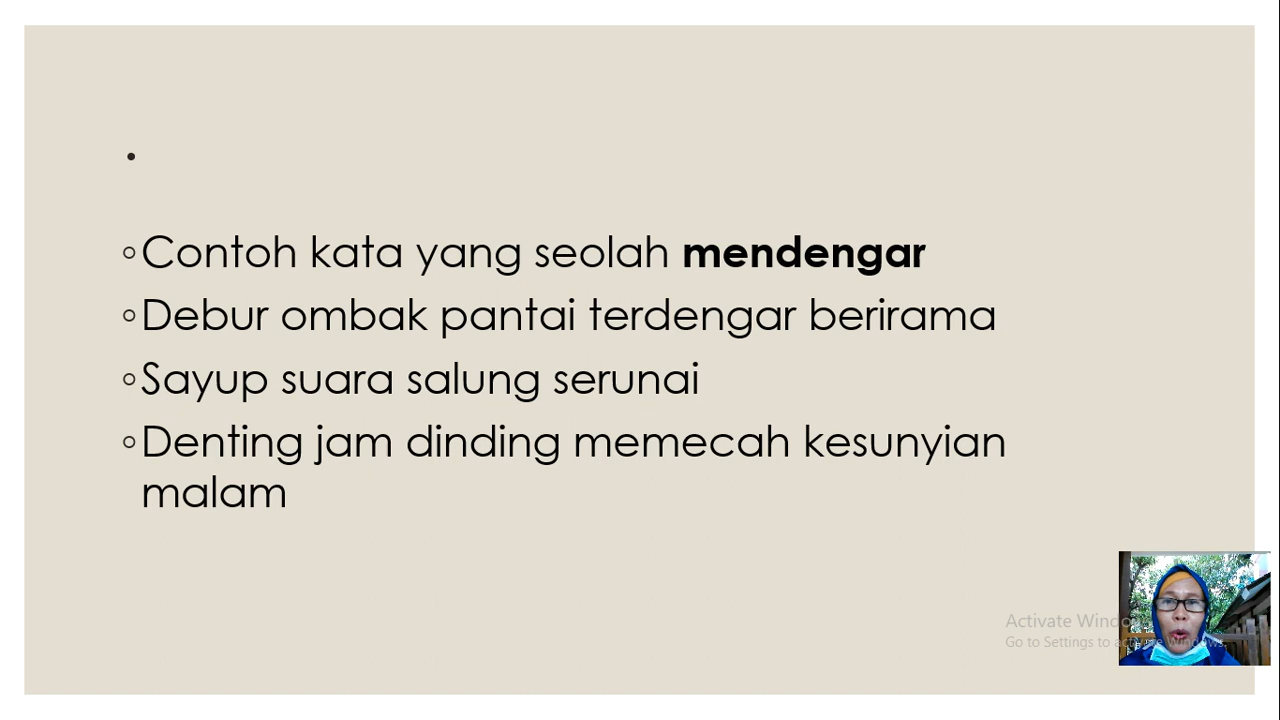 Contoh kata yang seolah mendengar
Debur ombak pantai terdengar berirama
Sayup suara salung serunai
Denting jam dinding memecah kesunyian
malam
Activate Windo
Go to Settings to activate Windows.